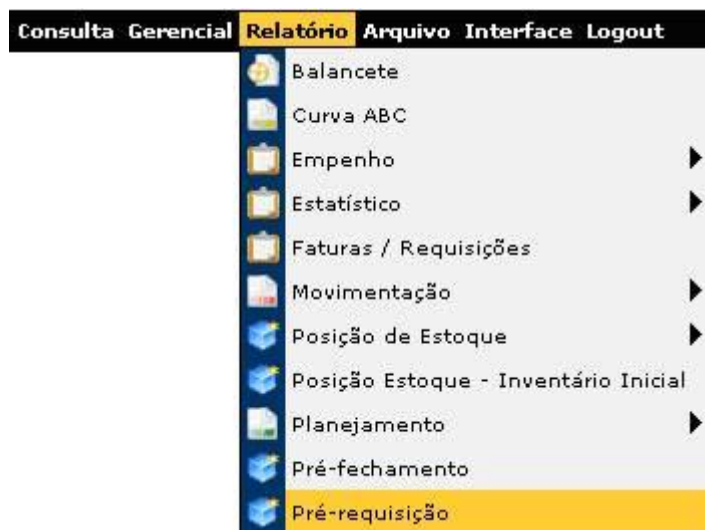 Consulta Gerencial Relatório Arquivo Interface Logout
Balancete
Curva ABC
Empenho
Estatístico
Faturas / Requisições
Movimentação
Posição de Estoque
Posição Estoque - Inventário Inicial
Planejamento
Pré-fechamento
Pré-requisição